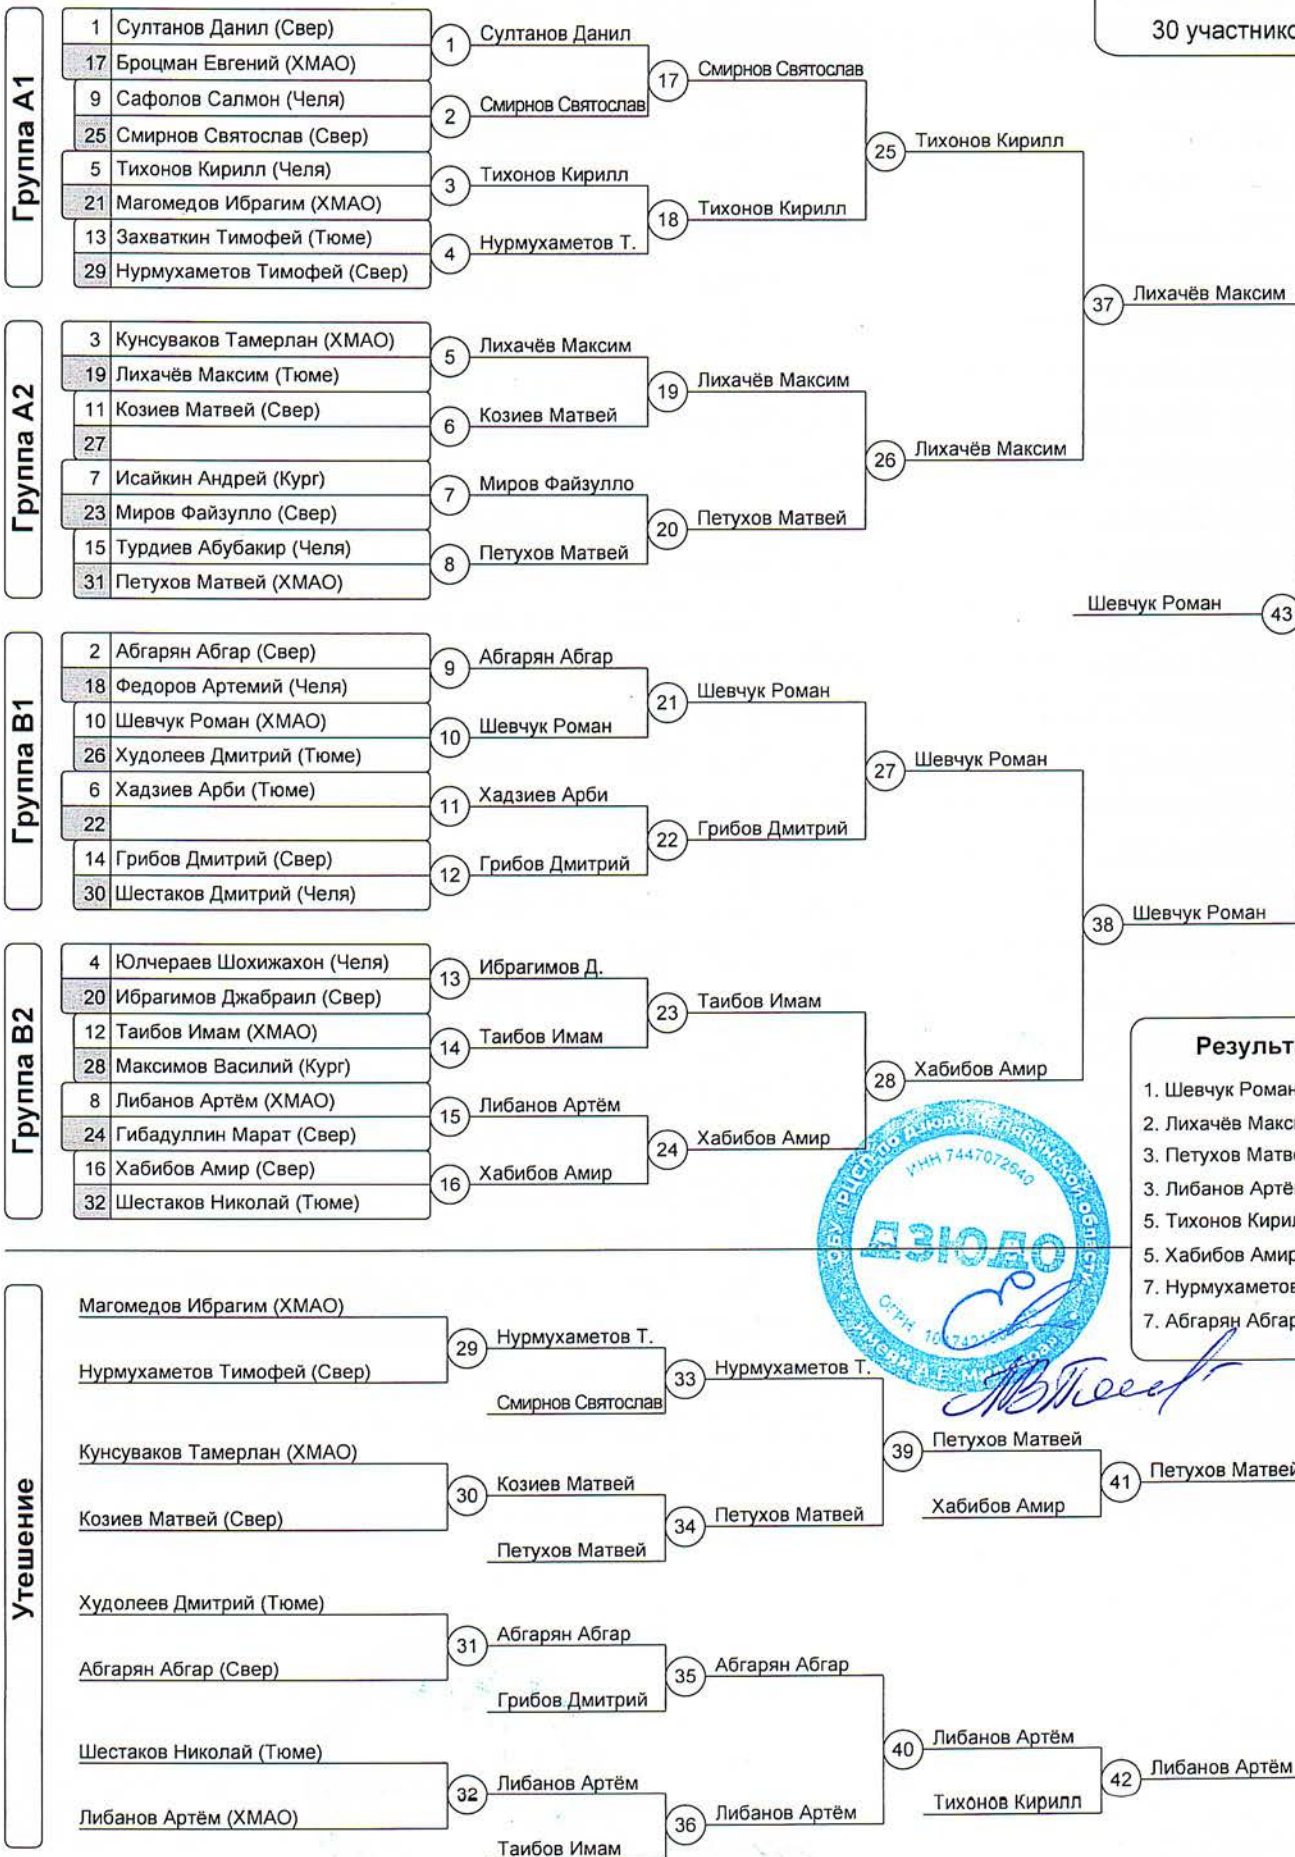 30 участнико
Группа A1
1 Султанов Данил (Свер)
17 Броцман Евгений (ХМАО)
9 Сафолов Салмон (Челя)
25 Смирнов Святослав (Свер)
5 Тихонов Кирилл (Челя)
21 Магомедов Ибрагим (ХМАО)
13 Захваткин Тимофей (Тюме)
29 Нурмухаметов Тимофей (Свер)
1 Султанов Данил
2 Смирнов Святослав
3 Тихонов Кирилл
4 Нурмухаметов Т.
17 Смирнов Святослав
18 Тихонов Кирилл
25 Тихонов Кирилл
Группа A2
3 Кунсуваков Тамерлан (ХМАО)
19 Лихачёв Максим (Тюме)
11 Козиев Матвей (Свер)
27
7 Исайкин Андрей (Кург)
23 Миров Файзулло (Свер)
15 Турдиев Абубакир (Челя)
31 Петухов Матвей (ХМАО)
5 Лихачёв Максим
6 Козиев Матвей
7 Миров Файзулло
8 Петухов Матвей
19 Лихачёв Максим
20 Петухов Матвей
26 Лихачёв Максим
37 Лихачёв Максим
Шевчук Роман 43
Группа B1
2 Абгарян Абгар (Свер)
18 Федоров Артемий (Челя)
10 Шевчук Роман (ХМАО)
26 Худолеев Дмитрий (Тюме)
6 Хадзиев Арби (Тюме)
22
14 Грибов Дмитрий (Свер)
30 Шестаков Дмитрий (Челя)
9 Абгарян Абгар
10 Шевчук Роман
11 Хадзиев Арби
12 Грибов Дмитрий
21 Шевчук Роман
22 Грибов Дмитрий
27 Шевчук Роман
38 Шевчук Роман
Группа B2
4 Юлчераев Шохижахон (Челя)
20 Ибрагимов Джабраил (Свер)
12 Таибов Имам (ХМАО)
28 Максимов Василий (Кург)
8 Либанов Артём (ХМАО)
24 Гибадуллин Марат (Свер)
16 Хабибов Амир (Свер)
32 Шестаков Николай (Тюме)
13 Ибрагимов Д.
14 Таибов Имам
15 Либанов Артём
16 Хабибов Амир
23 Таибов Имам
24 Хабибов Амир
28 Хабибов Амир
Результ
1. Шевчук Роман
2. Лихачёв Макс
3. Петухов Матв
3. Либанов Артё
5. Тихонов Кири
5. Хабибов Амир
7. Нурмухаметов
7. Абгарян Абгар
ОБУ «РЦСП по дзюдо Челябинской области
ИНН 7447072640
ДЗЮДО
ОГРН
имени А.Е.
Утешение
Магомедов Ибрагим (ХМАО)
Нурмухаметов Тимофей (Свер)
Кунсуваков Тамерлан (ХМАО)
Козиев Матвей (Свер)
Худолеев Дмитрий (Тюме)
Абгарян Абгар (Свер)
Шестаков Николай (Тюме)
Либанов Артём (ХМАО)
29 Нурмухаметов Т.
Смирнов Святослав
30 Козиев Матвей
Петухов Матвей
31 Абгарян Абгар
Грибов Дмитрий
32 Либанов Артём
Таибов Имам
33 Нурмухаметов Т.
34 Петухов Матвей
35 Абгарян Абгар
36 Либанов Артём
39 Петухов Матвей
Хабибов Амир
40 Либанов Артём
Тихонов Кирилл
41 Петухов Матвей
42 Либанов Артём